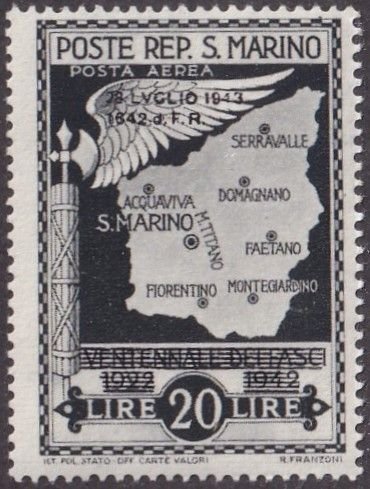 POSTE REP. S. MARINO
POSTA AEREA
28 LVGLIO 1943
1642 d. F. R.
SERRAVALLE
ACQUAVIVA
DOMAGNANO
S. MARINO
M. TITANO
FAETANO
FIORENTINO
MONTEGIARDINO
VENTENNALE DEI FASCI
1922 1942
LIRE 20 LIRE
IST. POL. STATO - OFF. CARTE VALORI R. FRANZONI